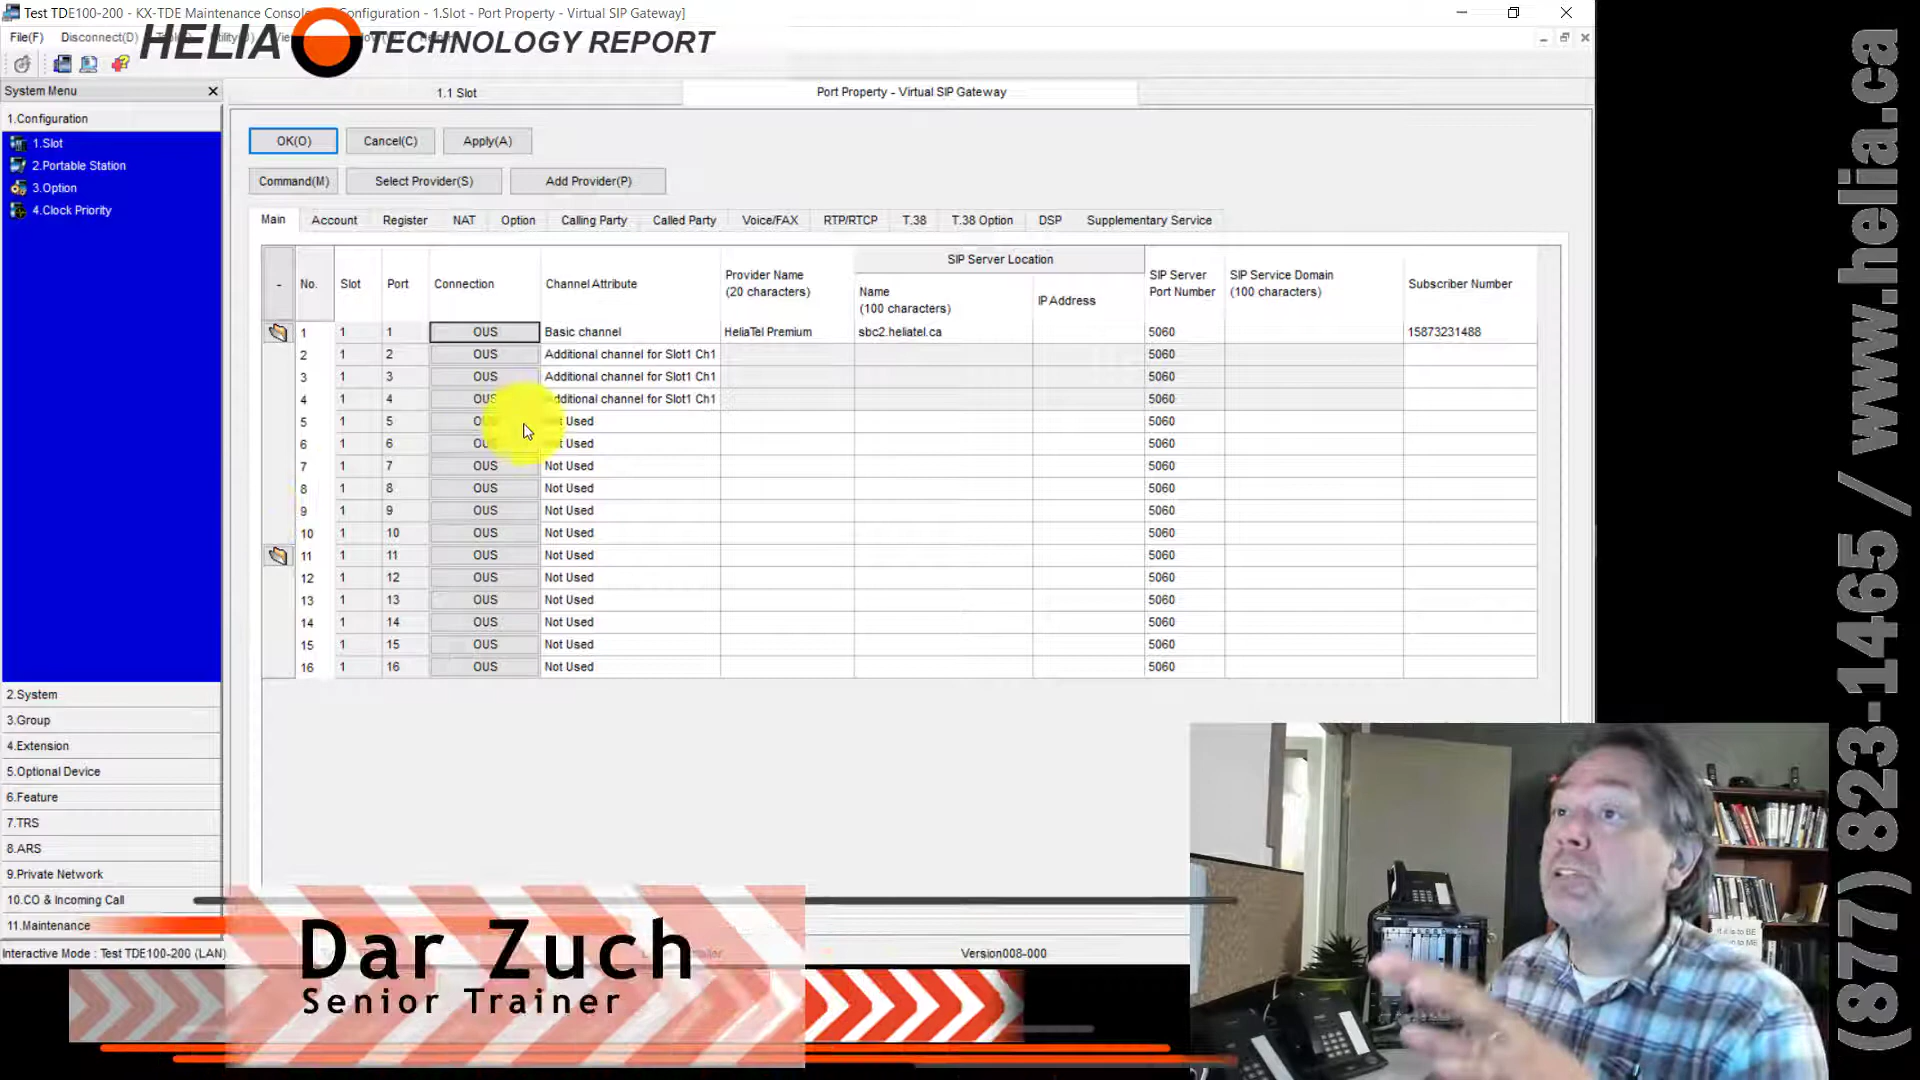 Test TDE100-200 - KX-TDE Maintenance Console Configuration - 1.Slot - Port Property - Virtual SIP Gateway]
File(F) Disconnect(D)
HELIA TECHNOLOGY REPORT
System Menu
1.1 Slot
Port Property - Virtual SIP Gateway
1.Configuration
1.Slot
2.Portable Station
3.Option
4.Clock Priority
OK(O) Cancel(C) Apply(A)
Command(M) Select Provider(S) Add Provider(P)
Main Account Register NAT Option Calling Party Called Party Voice/FAX RTP/RTCP T.38 T.38 Option DSP Supplementary Service
- No. Slot Port Connection Channel Attribute Provider Name (20 characters) SIP Server Location Name (100 characters) IP Address SIP Server Port Number SIP Service Domain (100 characters) Subscriber Number
1 1 1 OUS Basic channel HeliaTel Premium sbc2.heliatel.ca 5060 15873231488
2 1 2 OUS Additional channel for Slot1 Ch1 5060
3 1 3 OUS Additional channel for Slot1 Ch1 5060
4 1 4 OUS Additional channel for Slot1 Ch1 5060
5 1 5 OUS Not Used 5060
6 1 6 OUS Not Used 5060
7 1 7 OUS Not Used 5060
8 1 8 OUS Not Used 5060
9 1 9 OUS Not Used 5060
10 1 10 OUS Not Used 5060
11 1 11 OUS Not Used 5060
12 1 12 OUS Not Used 5060
13 1 13 OUS Not Used 5060
14 1 14 OUS Not Used 5060
15 1 15 OUS Not Used 5060
16 1 16 OUS Not Used 5060
2.System
3.Group
4.Extension
5.Optional Device
6.Feature
7.TRS
8.ARS
9.Private Network
10.CO & Incoming Call
11.Maintenance
Interactive Mode : Test TDE100-200 (LAN)
Version008-000
Dar Zuch
Senior Trainer
(877) 823-1465 / www.helia.ca